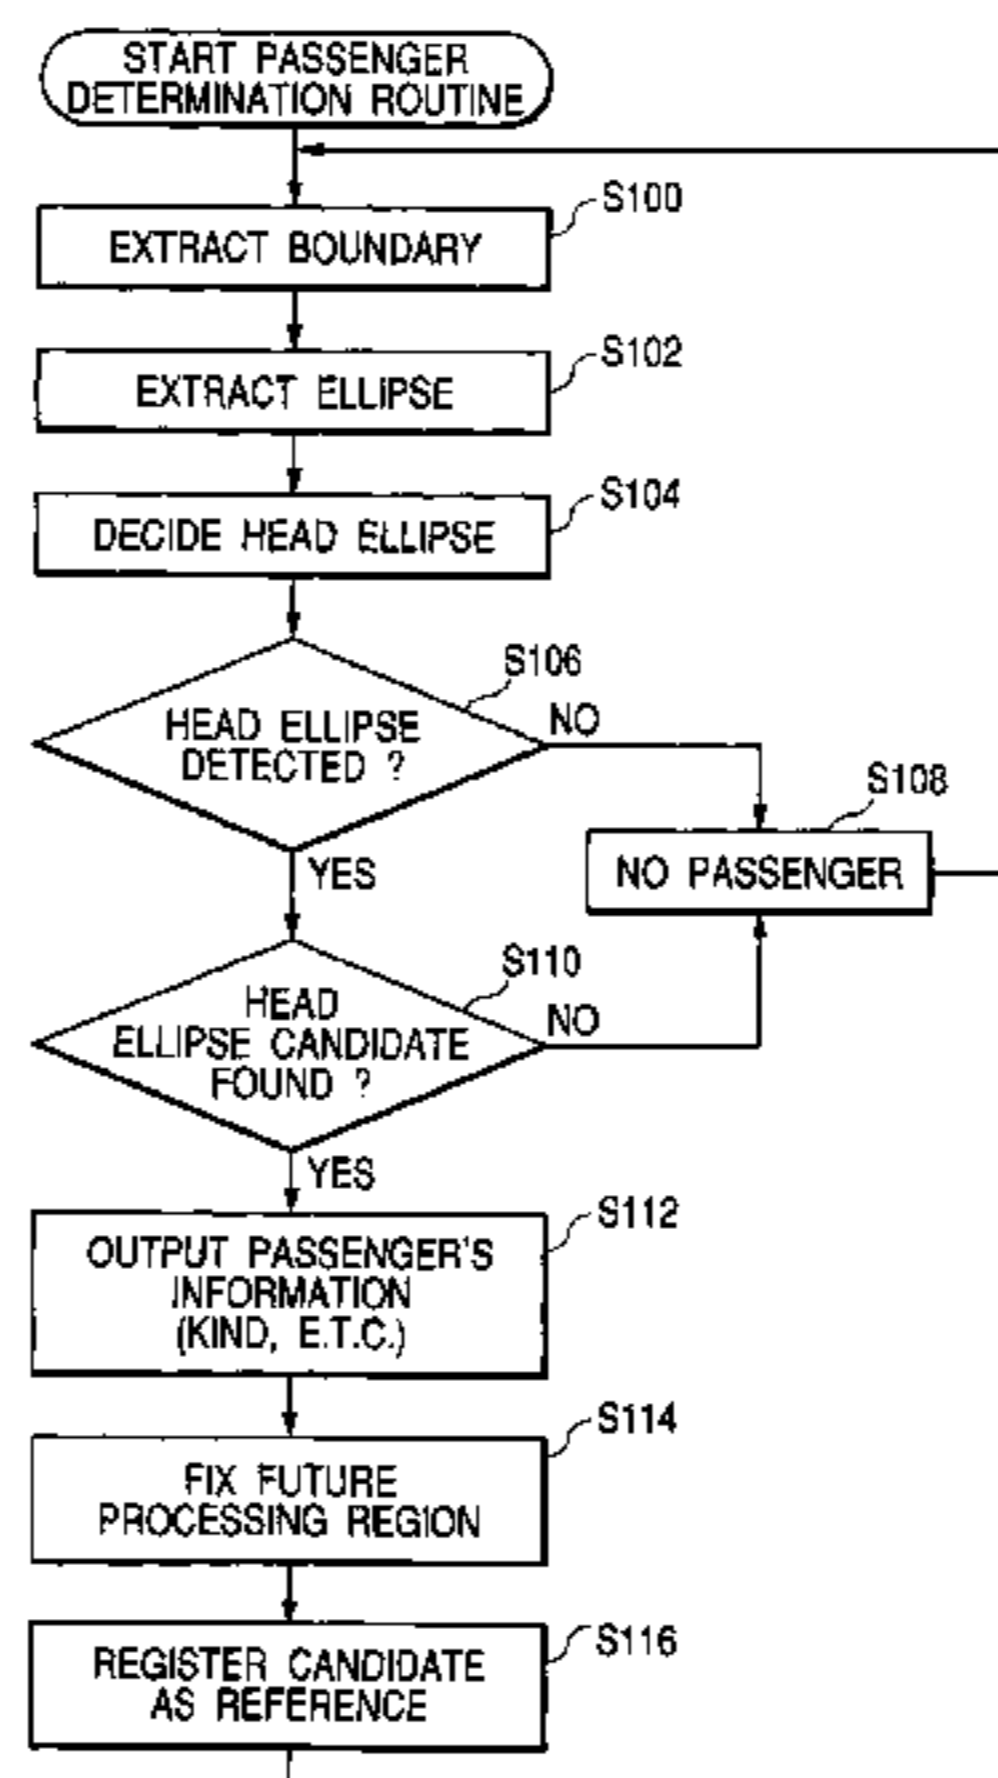 START PASSENGER
DETERMINATION ROUTINE
S100
EXTRACT BOUNDARY
S102
EXTRACT ELLIPSE
S104
DECIDE HEAD ELLIPSE
S106
HEAD ELLIPSE
DETECTED ?
NO
S108
NO PASSENGER
YES
S110
HEAD
ELLIPSE CANDIDATE
FOUND ?
NO
YES
S112
OUTPUT PASSENGER'S
INFORMATION
(KIND, E.T.C.)
S114
FIX FUTURE
PROCESSING REGION
S116
REGISTER CANDIDATE
AS REFERENCE